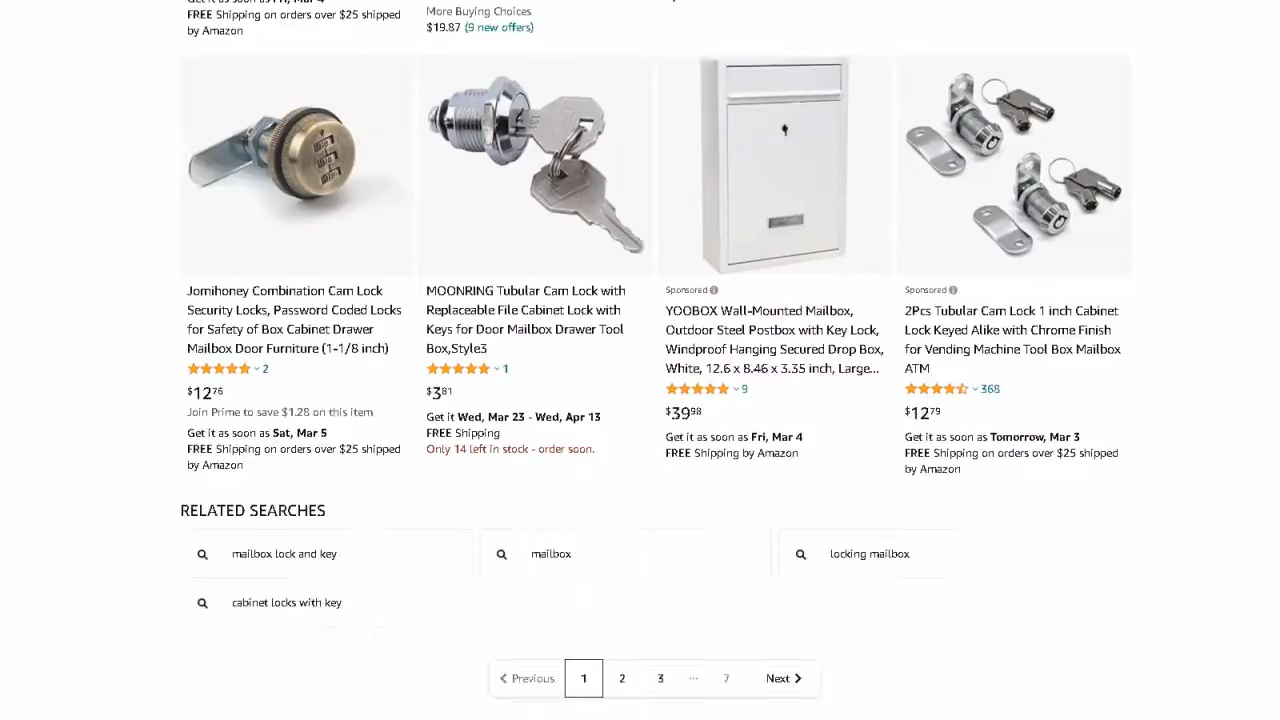 Get it as soon as Fri, Mar 4
FREE Shipping on orders over $25 shipped
by Amazon
More Buying Choices
$19.87 (9 new offers)
Jomihoney Combination Cam Lock
Security Locks, Password Coded Locks
for Safety of Box Cabinet Drawer
Mailbox Door Furniture (1-1/8 inch)
2
$12 76
Join Prime to save $1.28 on this item
Get it as soon as Sat, Mar 5
FREE Shipping on orders over $25 shipped
by Amazon
MOONRING Tubular Cam Lock with
Replaceable File Cabinet Lock with
Keys for Door Mailbox Drawer Tool
Box,Style3
1
$3 81
Get it Wed, Mar 23 - Wed, Apr 13
FREE Shipping
Only 14 left in stock - order soon.
Sponsored
YOOBOX Wall-Mounted Mailbox,
Outdoor Steel Postbox with Key Lock,
Windproof Hanging Secured Drop Box,
White, 12.6 x 8.46 x 3.35 inch, Large...
9
$39 98
Get it as soon as Fri, Mar 4
FREE Shipping by Amazon
Sponsored
2Pcs Tubular Cam Lock 1 inch Cabinet
Lock Keyed Alike with Chrome Finish
for Vending Machine Tool Box Mailbox
ATM
368
$12 79
Get it as soon as Tomorrow, Mar 3
FREE Shipping on orders over $25 shipped
by Amazon
RELATED SEARCHES
mailbox lock and key
mailbox
locking mailbox
cabinet locks with key
Previous 1 2 3 ... 7 Next